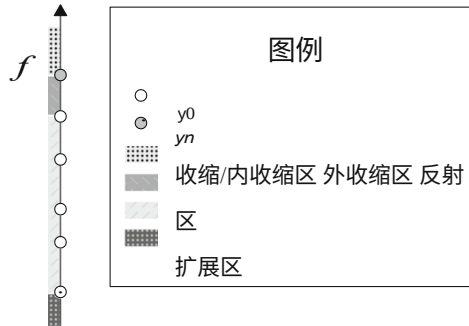 f
图例
y0
yn
收缩/内收缩区 外收缩区 反射
区
扩展区